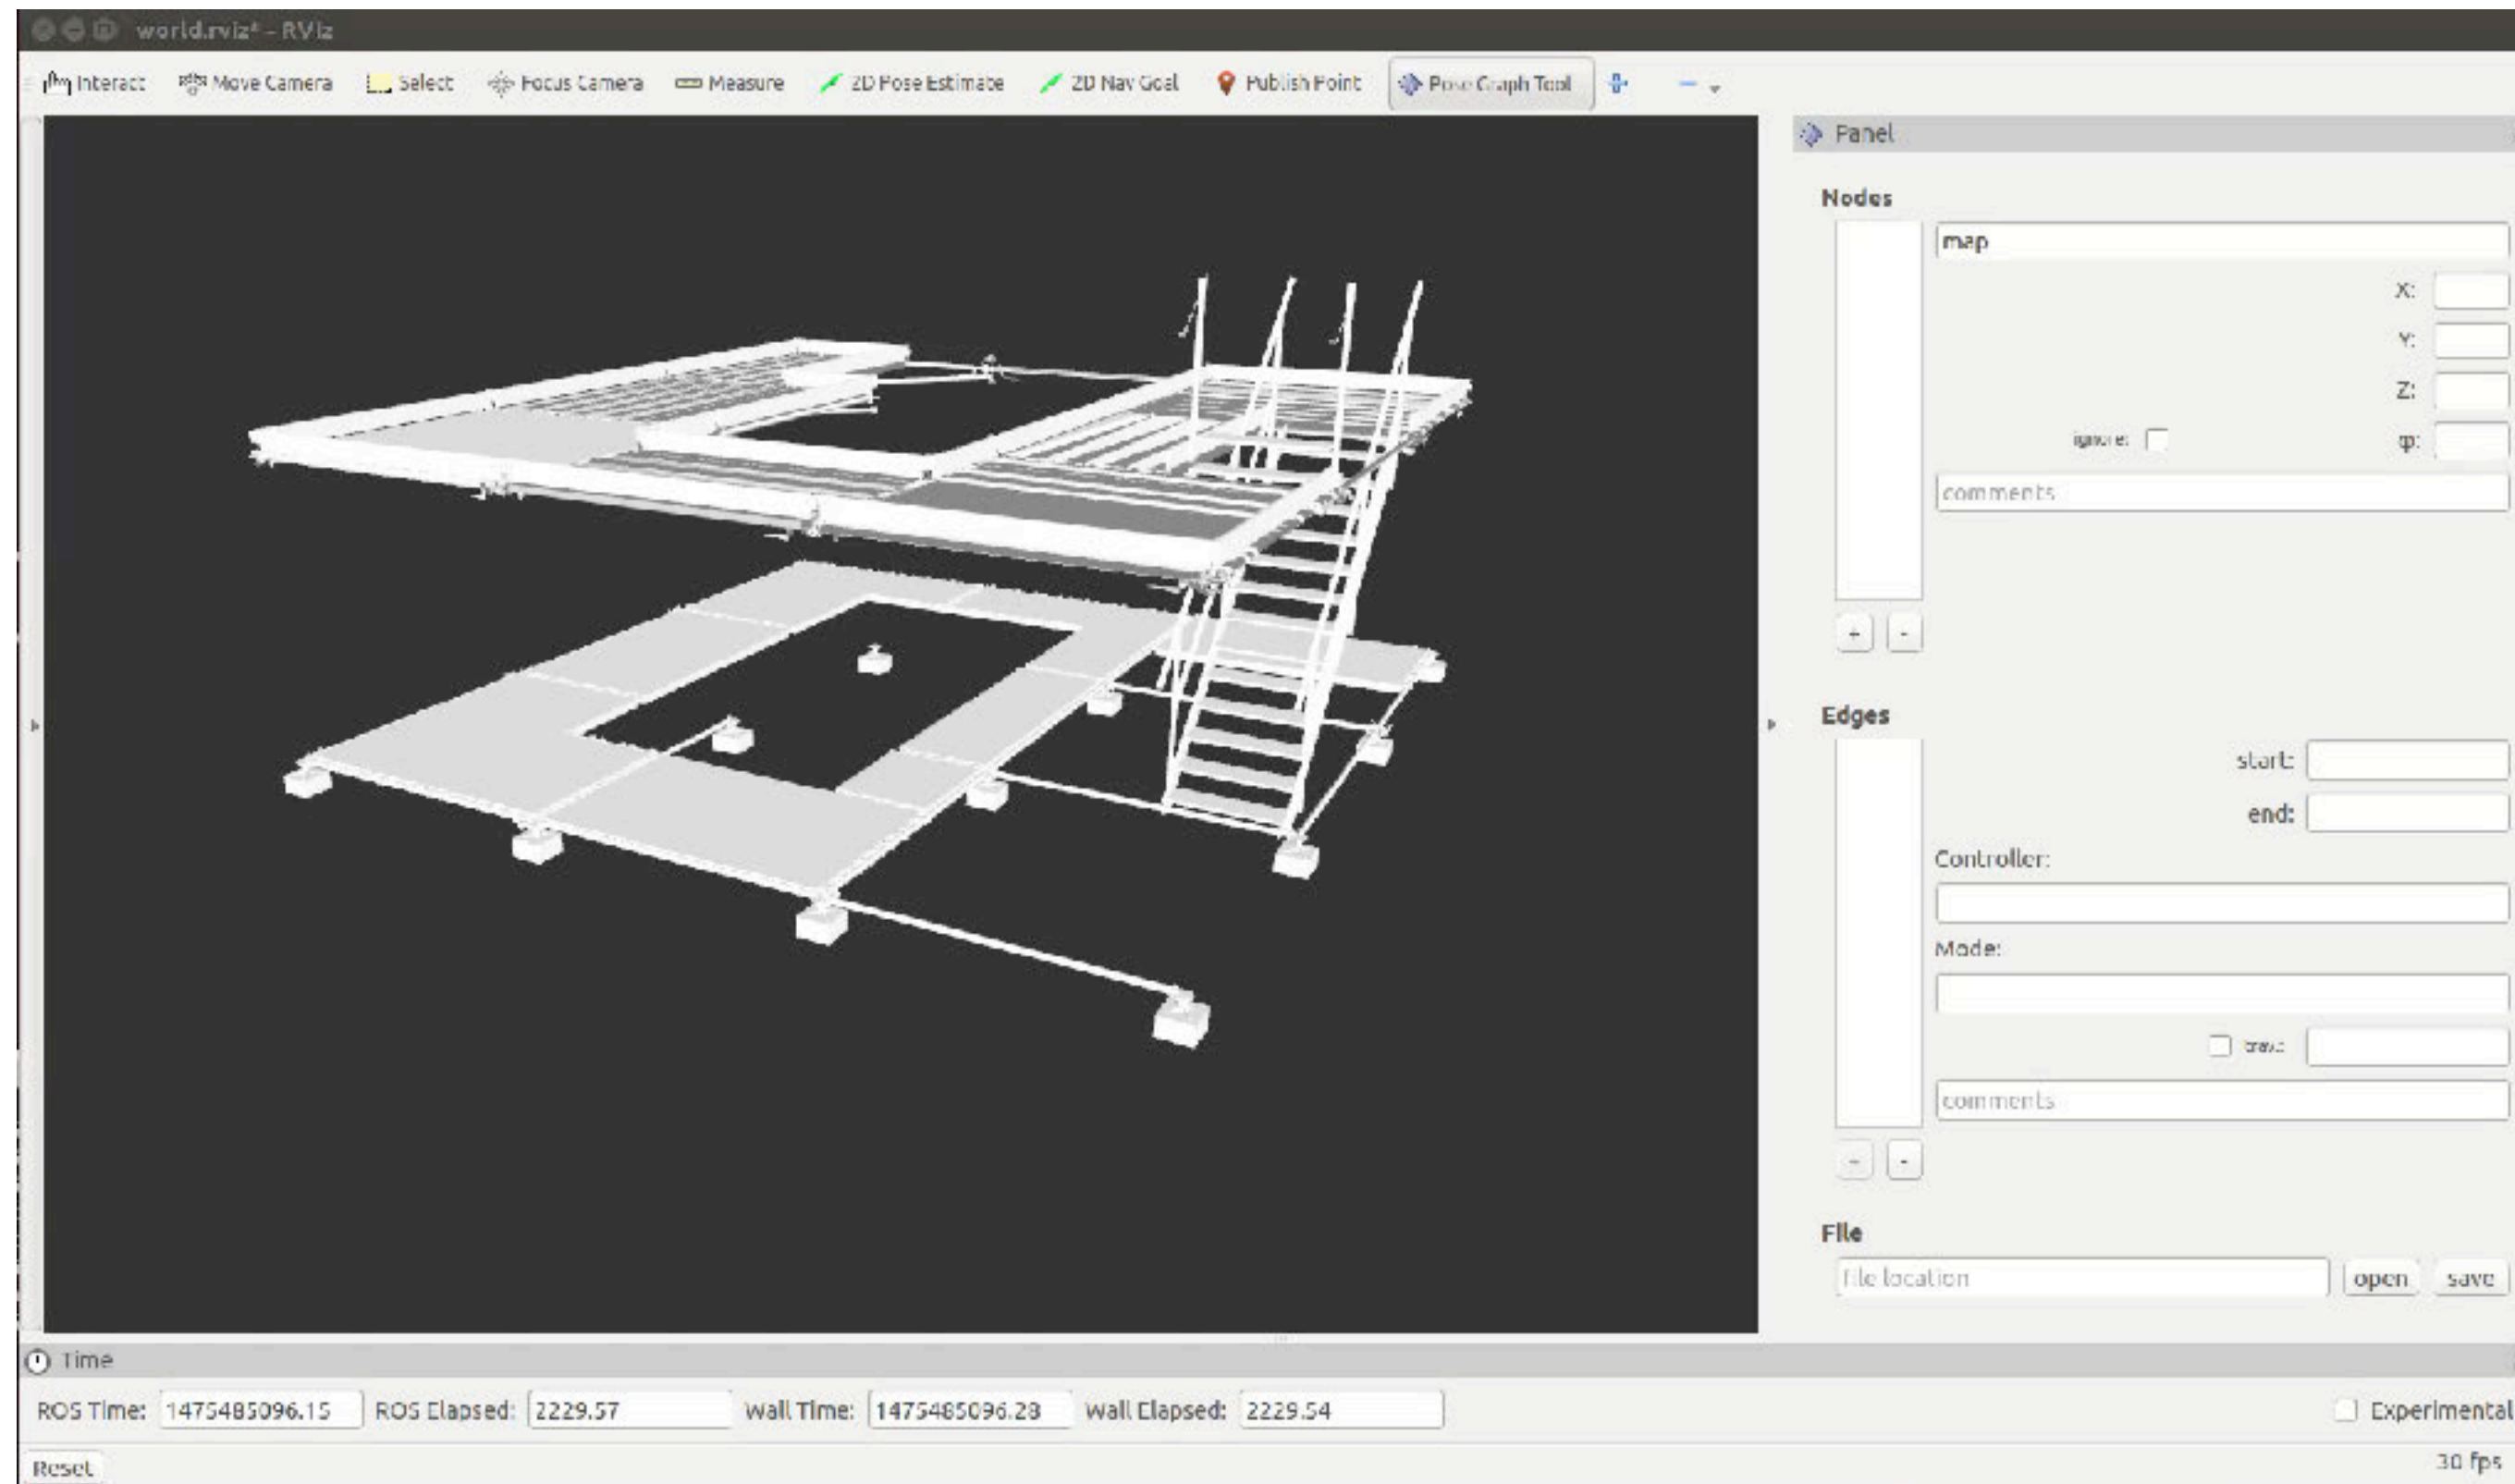 world.rviz* - RViz
Interact Move Camera Select Focus Camera Measure 2D Pose Estimate 2D Nav Goal Publish Point Pose Graph Tool
Panel
Nodes
map
X:
Y:
Z:
ignore: φ:
comments
+ -
Edges
start:
end:
Controller:
Mode:
trav.:
comments
- -
File
file location open save
Time
ROS Time: 1475485096.15 ROS Elapsed: 2229.57 Wall Time: 1475485096.28 Wall Elapsed: 2229.54 Experimental
Reset 30 fps